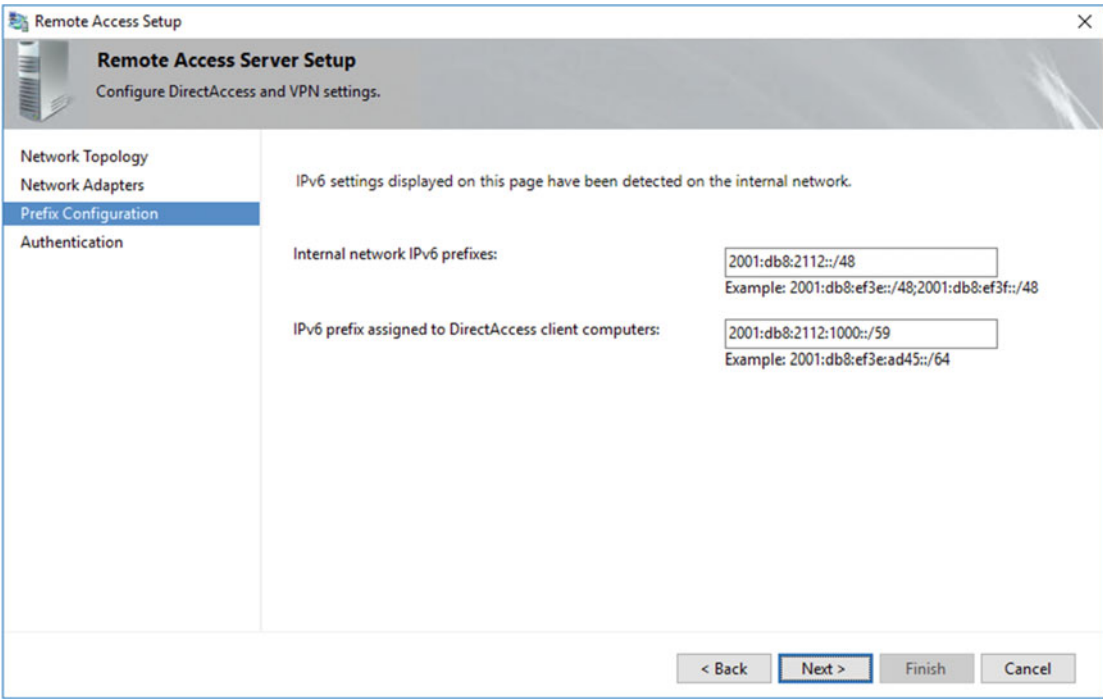 Remote Access Setup
Remote Access Server Setup
Configure DirectAccess and VPN settings.
Network Topology
Network Adapters
Prefix Configuration
Authentication
IPv6 settings displayed on this page have been detected on the internal network.
Internal network IPv6 prefixes:
2001:db8:2112::/48
Example: 2001:db8:ef3e::/48;2001:db8:ef3f::/48
IPv6 prefix assigned to DirectAccess client computers:
2001:db8:2112:1000::/59
Example: 2001:db8:ef3e:ad45::/64
< Back
Next >
Finish
Cancel